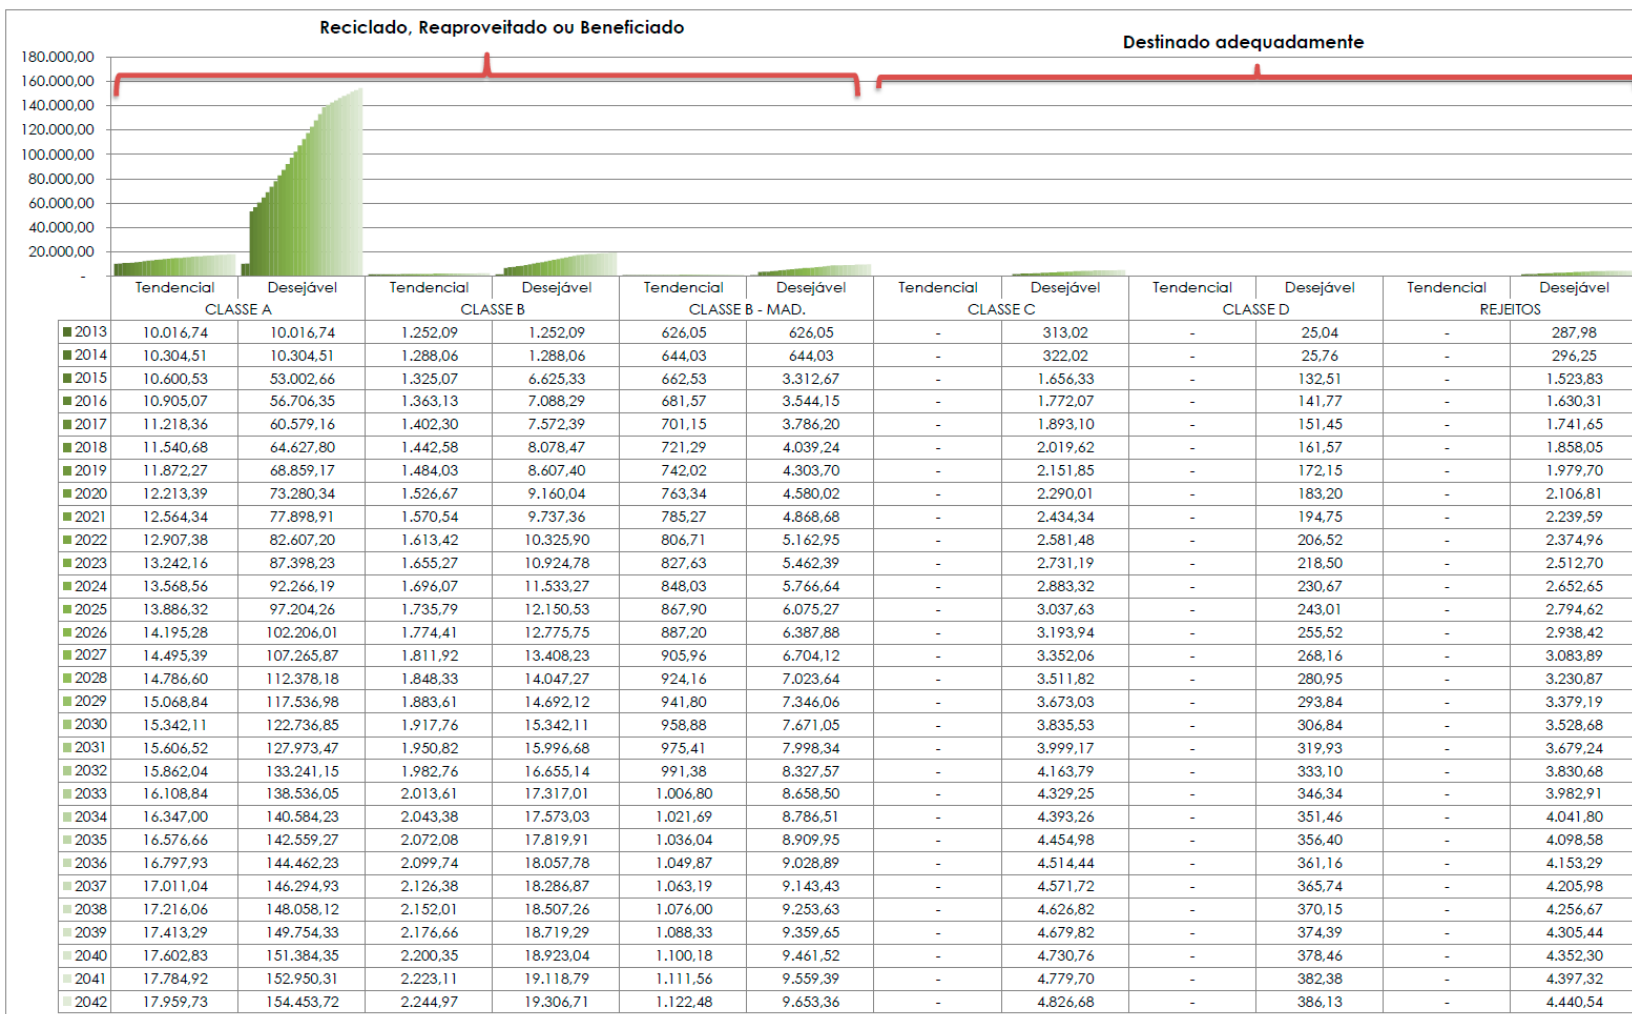 Reciclado, Reaproveitado ou Beneficiado
Destinado adequadamente
180.000,00
160.000,00
140.000,00
120.000,00
100.000,00
80.000,00
60.000,00
40.000,00
20.000,00
-
Tendencial Desejável Tendencial Desejável Tendencial Desejável Tendencial Desejável Tendencial Desejável Tendencial Desejável
CLASSE A CLASSE B CLASSE B - MAD. CLASSE C CLASSE D REJEITOS
2013 10.016,74 10.016,74 1.252,09 1.252,09 626,05 626,05 - 313,02 - 25,04 - 287,98
2014 10.304,51 10.304,51 1.288,06 1.288,06 644,03 644,03 - 322,02 - 25,76 - 296,25
2015 10.600,53 53.002,66 1.325,07 6.625,33 662,53 3.312,67 - 1.656,33 - 132,51 - 1.523,83
2016 10.905,07 56.706,35 1.363,13 7.088,29 681,57 3.544,15 - 1.772,07 - 141,77 - 1.630,31
2017 11.218,36 60.579,16 1.402,30 7.572,39 701,15 3.786,20 - 1.893,10 - 151,45 - 1.741,65
2018 11.540,68 64.627,80 1.442,58 8.078,47 721,29 4.039,24 - 2.019,62 - 161,57 - 1.858,05
2019 11.872,27 68.859,17 1.484,03 8.607,40 742,02 4.303,70 - 2.151,85 - 172,15 - 1.979,70
2020 12.213,39 73.280,34 1.526,67 9.160,04 763,34 4.580,02 - 2.290,01 - 183,20 - 2.106,81
2021 12.564,34 77.898,91 1.570,54 9.737,36 785,27 4.868,68 - 2.434,34 - 194,75 - 2.239,59
2022 12.907,38 82.607,20 1.613,42 10.325,90 806,71 5.162,95 - 2.581,48 - 206,52 - 2.374,96
2023 13.242,16 87.398,23 1.655,27 10.924,78 827,63 5.462,39 - 2.731,19 - 218,50 - 2.512,70
2024 13.568,56 92.266,19 1.696,07 11.533,27 848,03 5.766,64 - 2.883,32 - 230,67 - 2.652,65
2025 13.886,32 97.204,26 1.735,79 12.150,53 867,90 6.075,27 - 3.037,63 - 243,01 - 2.794,62
2026 14.195,28 102.206,01 1.774,41 12.775,75 887,20 6.387,88 - 3.193,94 - 255,52 - 2.938,42
2027 14.495,39 107.265,87 1.811,92 13.408,23 905,96 6.704,12 - 3.352,06 - 268,16 - 3.083,89
2028 14.786,60 112.378,18 1.848,33 14.047,27 924,16 7.023,64 - 3.511,82 - 280,95 - 3.230,87
2029 15.068,84 117.536,98 1.883,61 14.692,12 941,80 7.346,06 - 3.673,03 - 293,84 - 3.379,19
2030 15.342,11 122.736,85 1.917,76 15.342,11 958,88 7.671,05 - 3.835,53 - 306,84 - 3.528,68
2031 15.606,52 127.973,47 1.950,82 15.996,68 975,41 7.998,34 - 3.999,17 - 319,93 - 3.679,24
2032 15.862,04 133.241,15 1.982,76 16.655,14 991,38 8.327,57 - 4.163,79 - 333,10 - 3.830,68
2033 16.108,84 138.536,05 2.013,61 17.317,01 1.006,80 8.658,50 - 4.329,25 - 346,34 - 3.982,91
2034 16.347,00 140.584,23 2.043,38 17.573,03 1.021,69 8.786,51 - 4.393,26 - 351,46 - 4.041,80
2035 16.576,66 142.559,27 2.072,08 17.819,91 1.036,04 8.909,95 - 4.454,98 - 356,40 - 4.098,58
2036 16.797,93 144.462,23 2.099,74 18.057,78 1.049,87 9.028,89 - 4.514,44 - 361,16 - 4.153,29
2037 17.011,04 146.294,93 2.126,38 18.286,87 1.063,19 9.143,43 - 4.571,72 - 365,74 - 4.205,98
2038 17.216,06 148.058,12 2.152,01 18.507,26 1.076,00 9.253,63 - 4.626,82 - 370,15 - 4.256,67
2039 17.413,29 149.754,33 2.176,66 18.719,29 1.088,33 9.359,65 - 4.679,82 - 374,39 - 4.305,44
2040 17.602,83 151.384,35 2.200,35 18.923,04 1.100,18 9.461,52 - 4.730,76 - 378,46 - 4.352,30
2041 17.784,92 152.950,31 2.223,11 19.118,79 1.111,56 9.559,39 - 4.779,70 - 382,38 - 4.397,32
2042 17.959,73 154.453,72 2.244,97 19.306,71 1.122,48 9.653,36 - 4.826,68 - 386,13 - 4.440,54